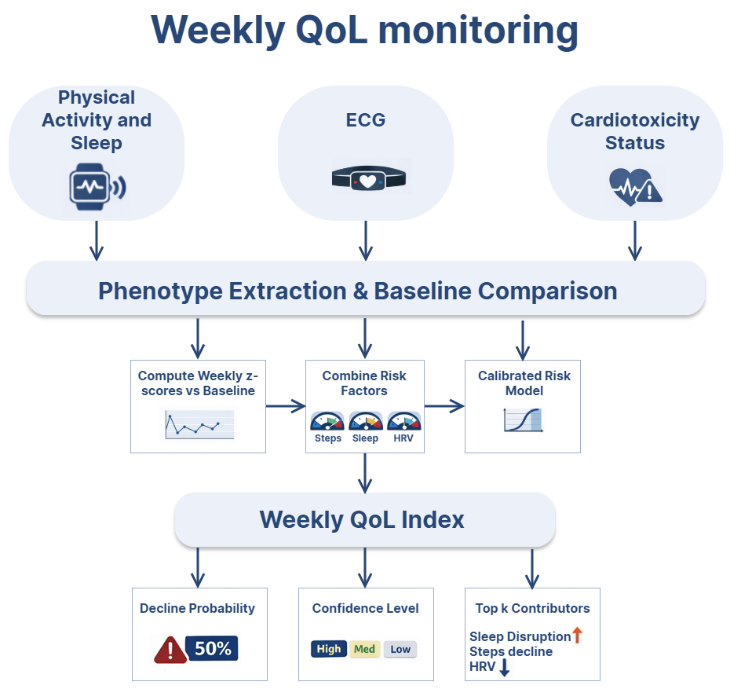 Weekly QoL monitoring
Physical
Activity and
Sleep
ECG
Cardiotoxicity
Status
Phenotype Extraction & Baseline Comparison
Compute Weekly z-
scores vs Baseline
Combine Risk
Factors
Steps Sleep HRV
Calibrated Risk
Model
Weekly QoL Index
Decline Probability
50%
Confidence Level
High Med Low
Top k Contributors
Sleep Disruption
Steps decline
HRV